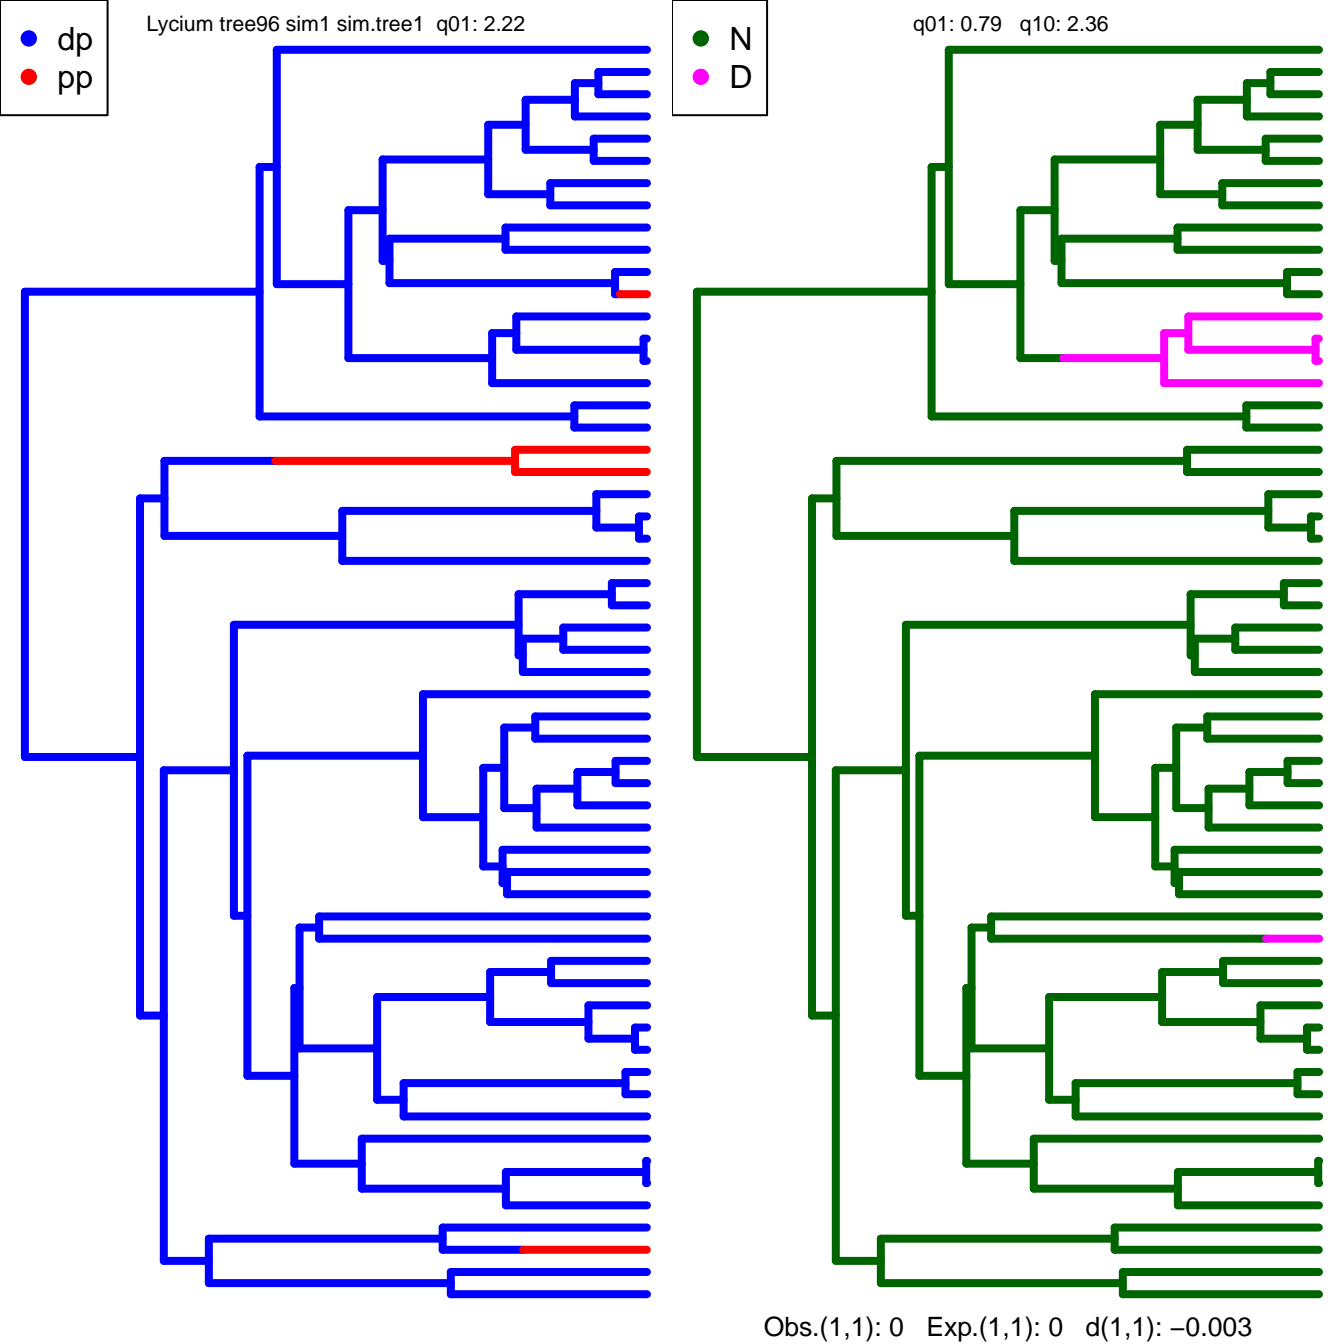 Lycium tree96 sim1 sim.tree1 q01: 2.22
dp
pp
q01: 0.79 q10: 2.36
N
D
Obs.(1,1): 0 Exp.(1,1): 0 d(1,1): −0.003